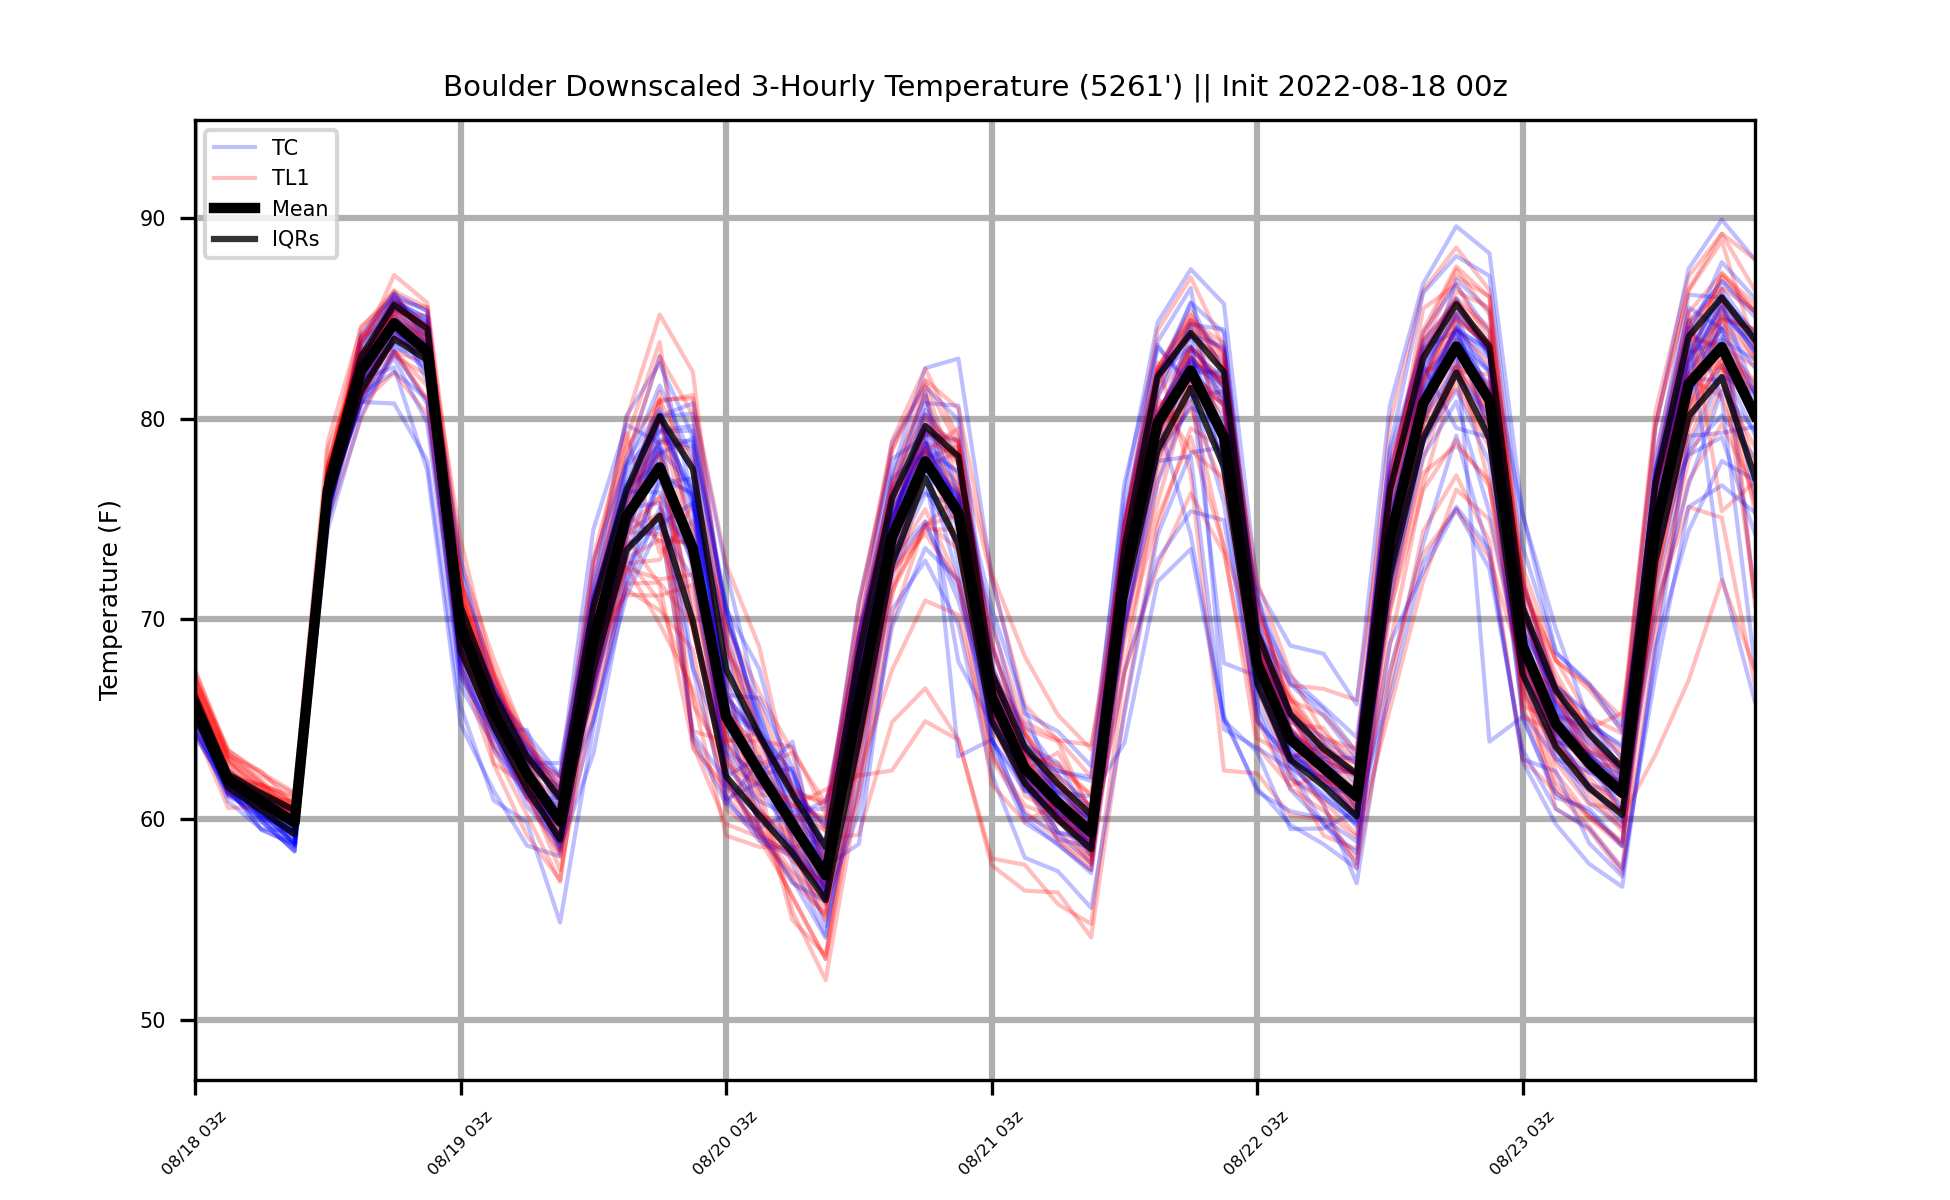 Boulder Downscaled 3-Hourly Temperature (5261') || Init 2022-08-18 00z
TC
TL1
Mean
IQRs
Temperature (F)
90
80
70
60
50
08/18 03z
08/19 03z
08/20 03z
08/21 03z
08/22 03z
08/23 03z